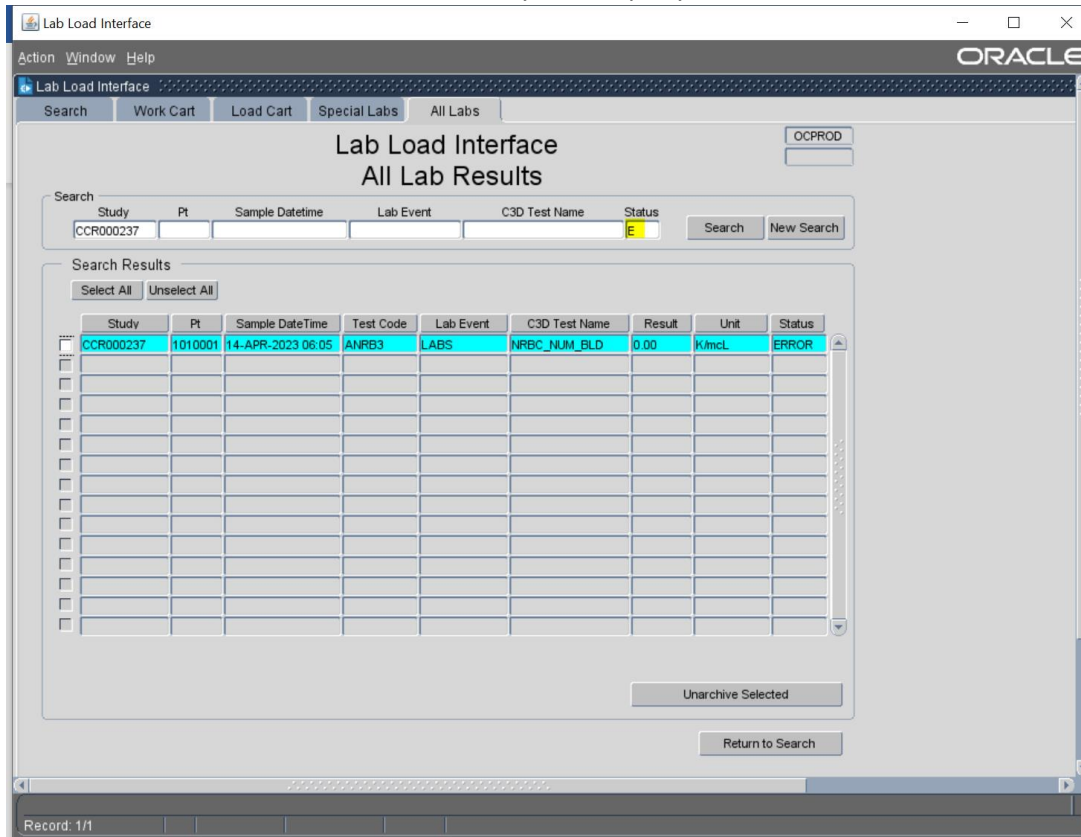 Lab Load Interface
Action Window Help
ORACLE
Lab Load Interface
Search Work Cart Load Cart Special Labs All Labs
Lab Load Interface
All Lab Results
OCPROD
Search
Study Pt Sample Datetime Lab Event C3D Test Name Status
CCR000237 E Search New Search
Search Results
Select All Unselect All
Study Pt Sample DateTime Test Code Lab Event C3D Test Name Result Unit Status
CCR000237 1010001 14-APR-2023 06:05 ANRB3 LABS NRBC_NUM_BLD 0.00 K/mcL ERROR
Unarchive Selected
Return to Search
Record: 1/1